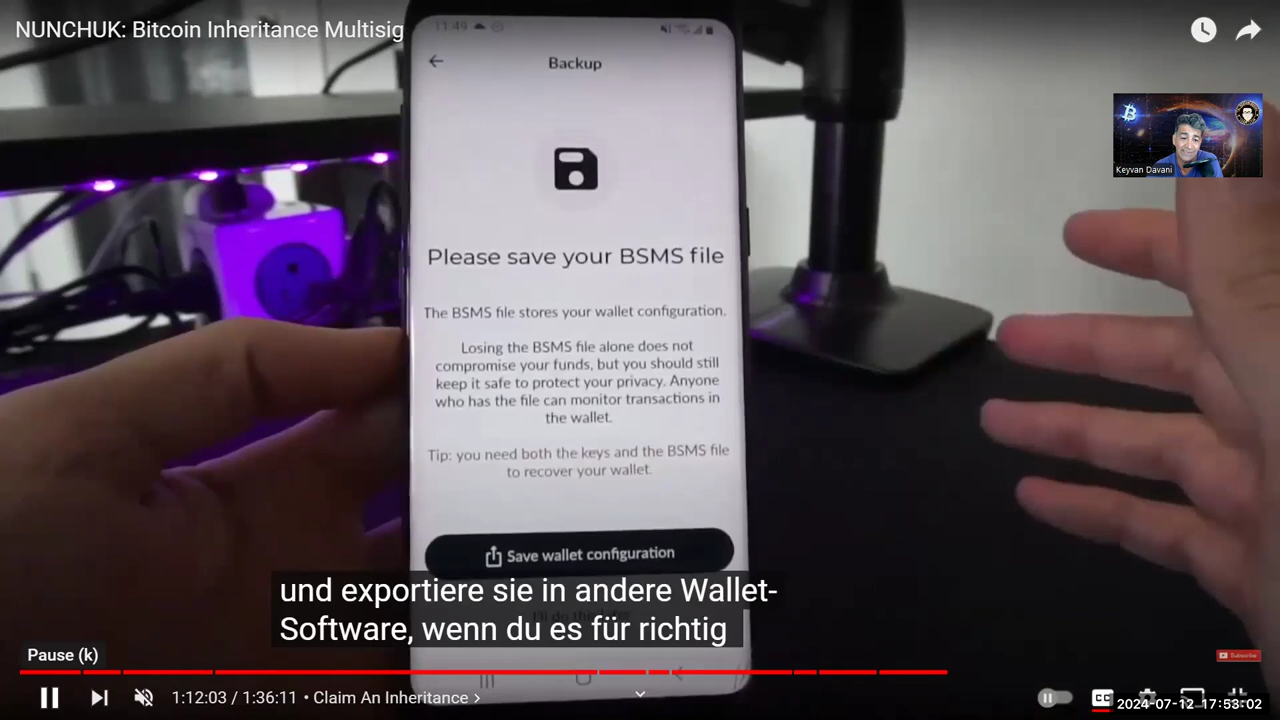 NUNCHUK: Bitcoin Inheritance Multisig
11:49
Backup
Keyvan Davani
Please save your BSMS file
The BSMS file stores your wallet configuration.
Losing the BSMS file alone does not
compromise your funds, but you should still
keep it safe to protect your privacy. Anyone
who has the file can monitor transactions in
the wallet.
Tip: you need both the keys and the BSMS file
to recover your wallet.
Save wallet configuration
und exportiere sie in andere Wallet-
Software, wenn du es für richtig
Pause (k)
Subscribe
1:12:03 / 1:36:11 • Claim An Inheritance >
CC
2024-07-12 17:53:02